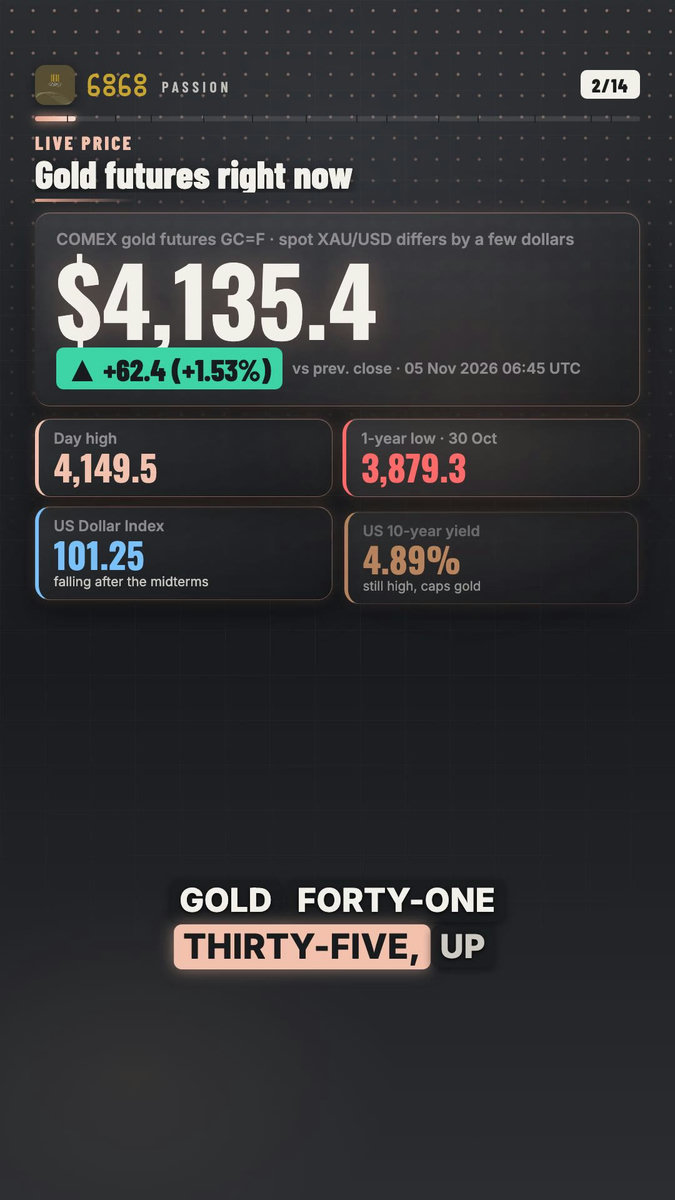 6868 PASSION
2/14
LIVE PRICE
Gold futures right now
COMEX gold futures GC=F · spot XAU/USD differs by a few dollars
$4,135.4
▲ +62.4 (+1.53%) vs prev. close · 05 Nov 2026 06:45 UTC
Day high
4,149.5
1-year low · 30 Oct
3,879.3
US Dollar Index
101.25
falling after the midterms
US 10-year yield
4.89%
still high, caps gold
GOLD FORTY-ONE
THIRTY-FIVE, UP